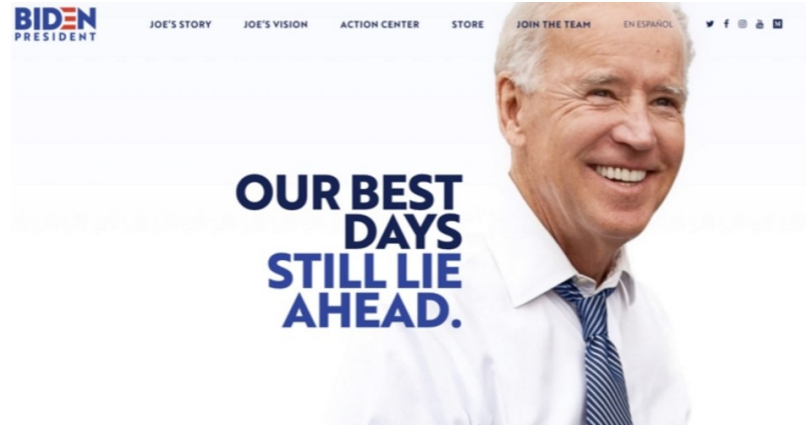 BIDEN
PRESIDENT
JOE'S STORY JOE'S VISION ACTION CENTER STORE JOIN THE TEAM EN ESPAÑOL
OUR BEST
DAYS
STILL LIE
AHEAD.